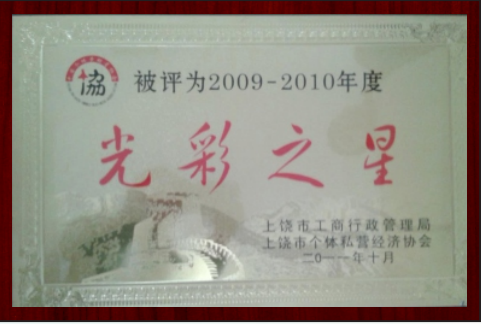 協
被评为2009-2010年度
光彩之星
上饶市工商行政管理局
上饶市个体私营经济协会
二〇一一年十月